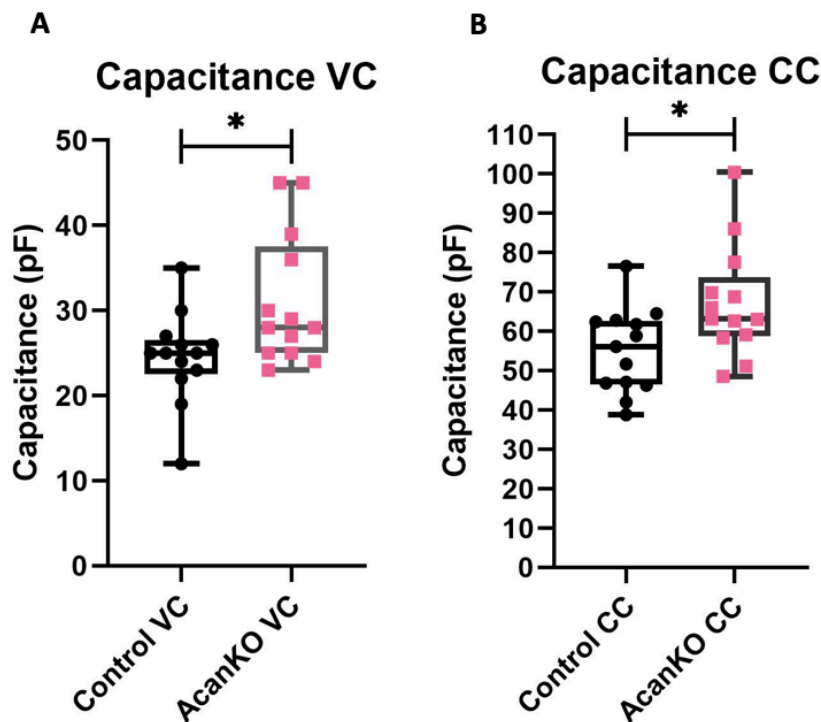 A
Capacitance VC
*
Capacitance (pF)
50
40
30
20
10
0
Control VC
AcanKO VC
B
Capacitance CC
*
Capacitance (pF)
110
100
90
80
70
60
50
40
30
20
10
0
Control CC
AcanKO CC